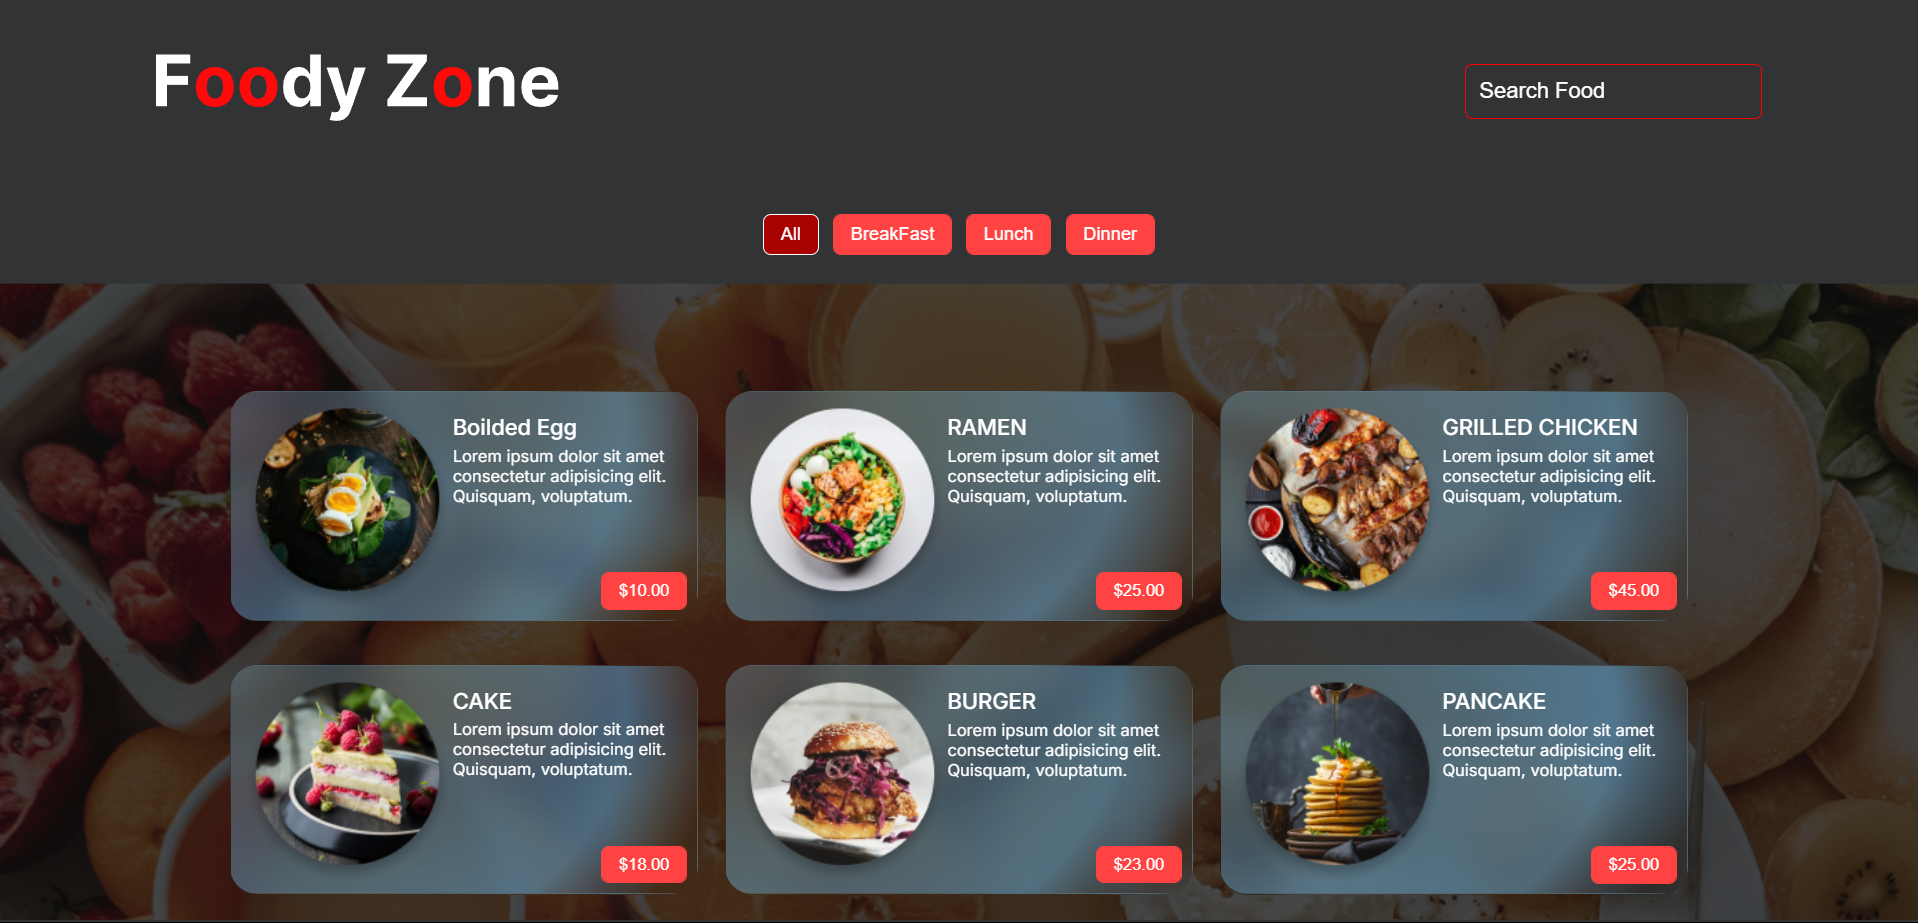 Foody Zone
Search Food
All
BreakFast
Lunch
Dinner
Boilded Egg
Lorem ipsum dolor sit amet
consectetur adipisicing elit.
Quisquam, voluptatum.
$10.00
RAMEN
Lorem ipsum dolor sit amet
consectetur adipisicing elit.
Quisquam, voluptatum.
$25.00
GRILLED CHICKEN
Lorem ipsum dolor sit amet
consectetur adipisicing elit.
Quisquam, voluptatum.
$45.00
CAKE
Lorem ipsum dolor sit amet
consectetur adipisicing elit.
Quisquam, voluptatum.
$18.00
BURGER
Lorem ipsum dolor sit amet
consectetur adipisicing elit.
Quisquam, voluptatum.
$23.00
PANCAKE
Lorem ipsum dolor sit amet
consectetur adipisicing elit.
Quisquam, voluptatum.
$25.00